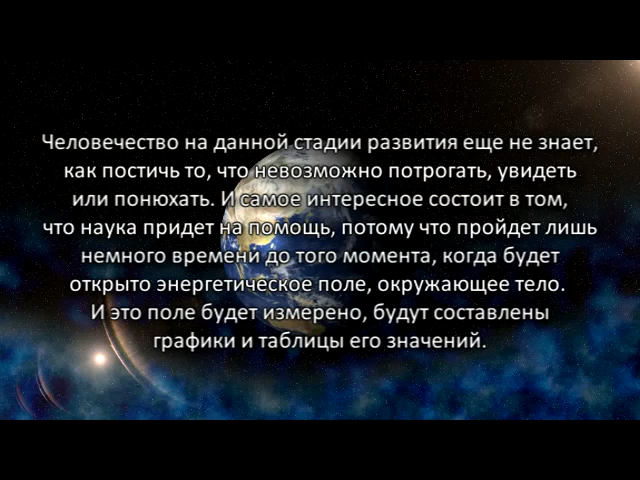 Человечество на данной стадии развития еще не знает,
как постичь то, что невозможно потрогать, увидеть
или понюхать. И самое интересное состоит в том,
что наука придет на помощь, потому что пройдет лишь
немного времени до того момента, когда будет
открыто энергетическое поле, окружающее тело.
И это поле будет измерено, будут составлены
графики и таблицы его значений.